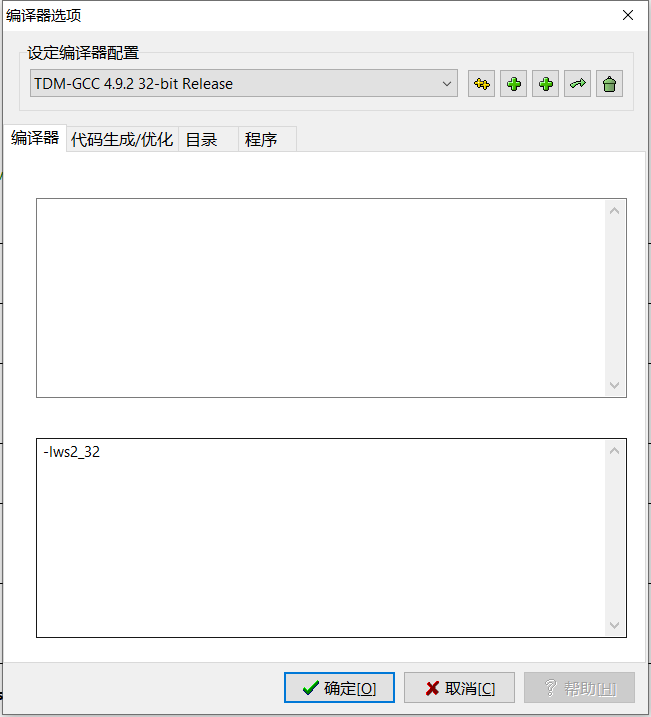 编译器选项
设定编译器配置
TDM-GCC 4.9.2 32-bit Release
编译器 代码生成/优化 目录 程序
-lws2_32
确定[O] 取消[C] 帮助[H]